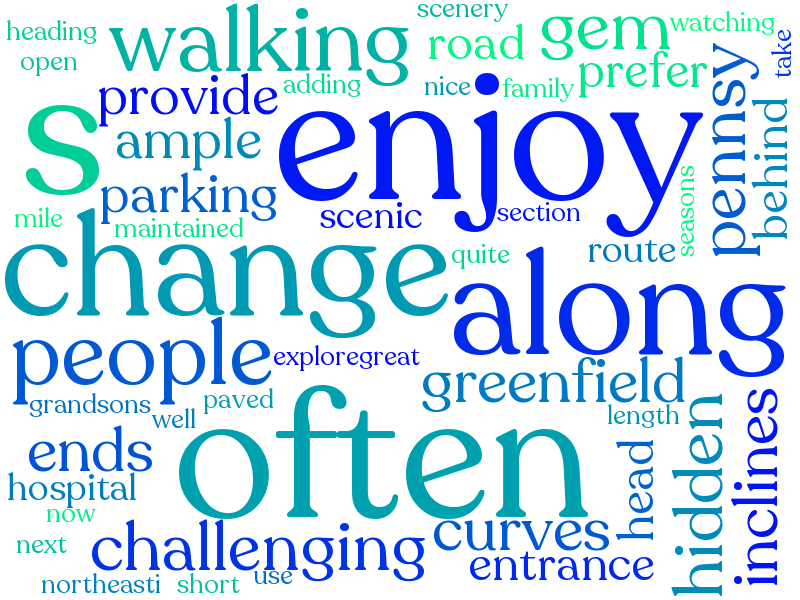 heading
walking
scenery
road
gem
watching
take
open
provide
adding
nice
family
prefer
pennsy
s
ample
enjoy
behind
parking
scenic
section
seasons
mile
maintained
route
change
quite
along
people
exploregreat
greenfield
grandsons
well
paved
length
often
hidden
inclines
ends
head
hospital
now
next
challenging
curves
entrance
northeasti
short
use